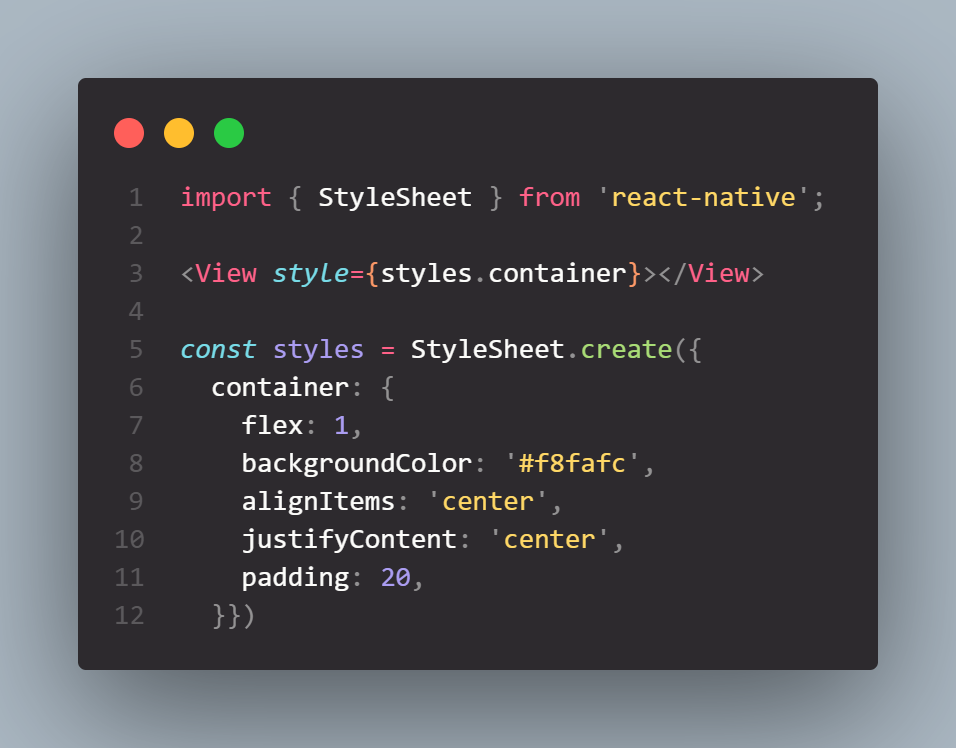 1 import { StyleSheet } from 'react-native';
2
3 <View style={styles.container}></View>
4
5 const styles = StyleSheet.create({
6   container: {
7     flex: 1,
8     backgroundColor: '#f8fafc',
9     alignItems: 'center',
10     justifyContent: 'center',
11     padding: 20,
12   }})